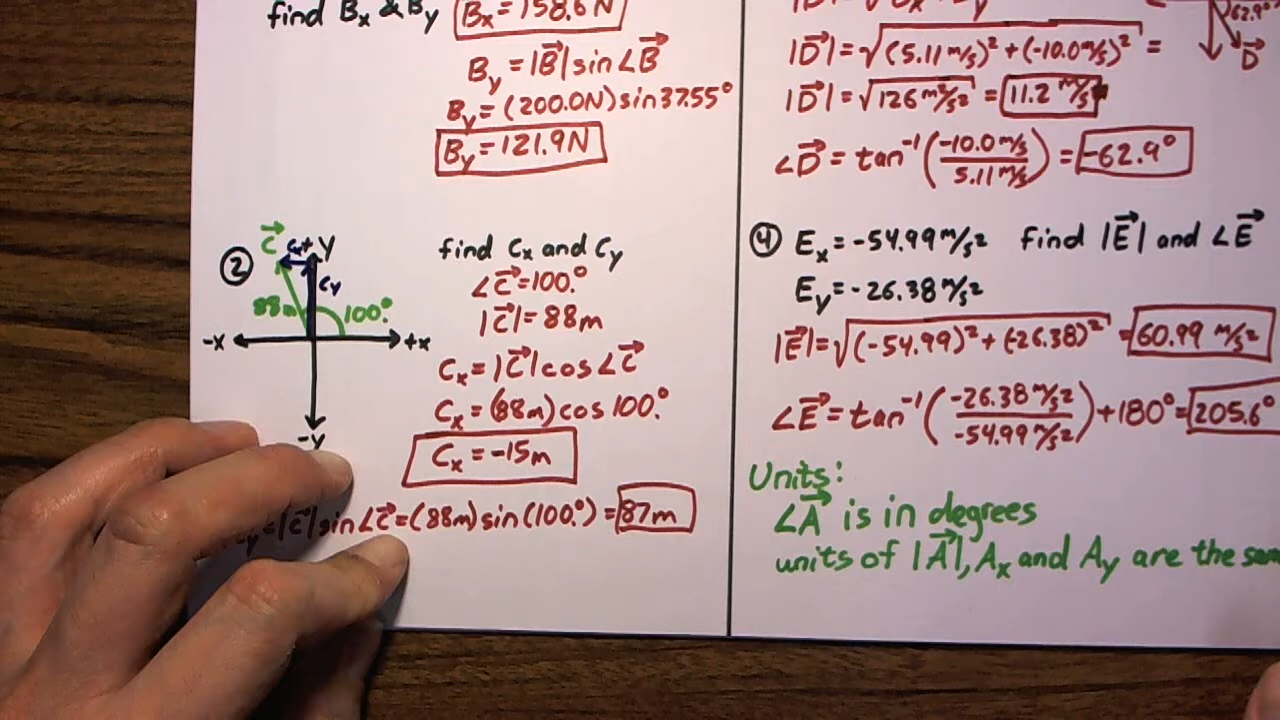 find Bx & By Bx = 158.6 N
By = |B⃗| sin∠B⃗
By = (200.0N) sin 37.55°
By = 121.9N
② C⃗ Cx +y
Cy
88m 100.°
-x +x
-y
find Cx and Cy
∠C⃗ = 100.°
|C⃗| = 88m
Cx = |C⃗| cos∠C⃗
Cx = (88m) cos 100.°
Cx = -15m
= |C⃗| sin∠C⃗ = (88m) sin(100.°) = 87m
62.9°
D⃗
|D⃗| = √(5.11 m/s)² + (-10.0 m/s)² =
|D⃗| = √126 m²/s² = 11.2 m/s
∠D⃗ = tan⁻¹(-10.0 m/s / 5.11 m/s) = -62.9°
④ Ex = -54.99 m/s² find |E⃗| and ∠E⃗
Ey = -26.38 m/s²
|E⃗| = √(-54.99)² + (-26.38)² = 60.99 m/s²
∠E⃗ = tan⁻¹(-26.38 m/s² / -54.99 m/s²) + 180° = 205.6°
Units:
∠A⃗ is in degrees
units of |A⃗|, Ax and Ay are the same